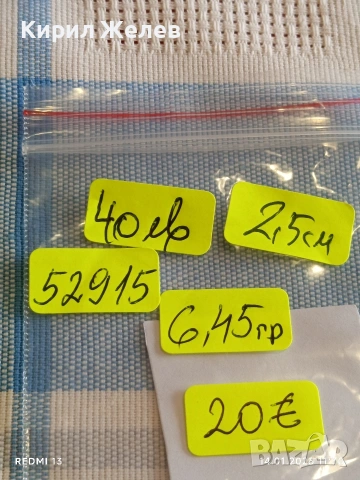 Кирил Желев
40лв
2,5см
52915
6,45гр
20€
BAZAR
REDMI 13